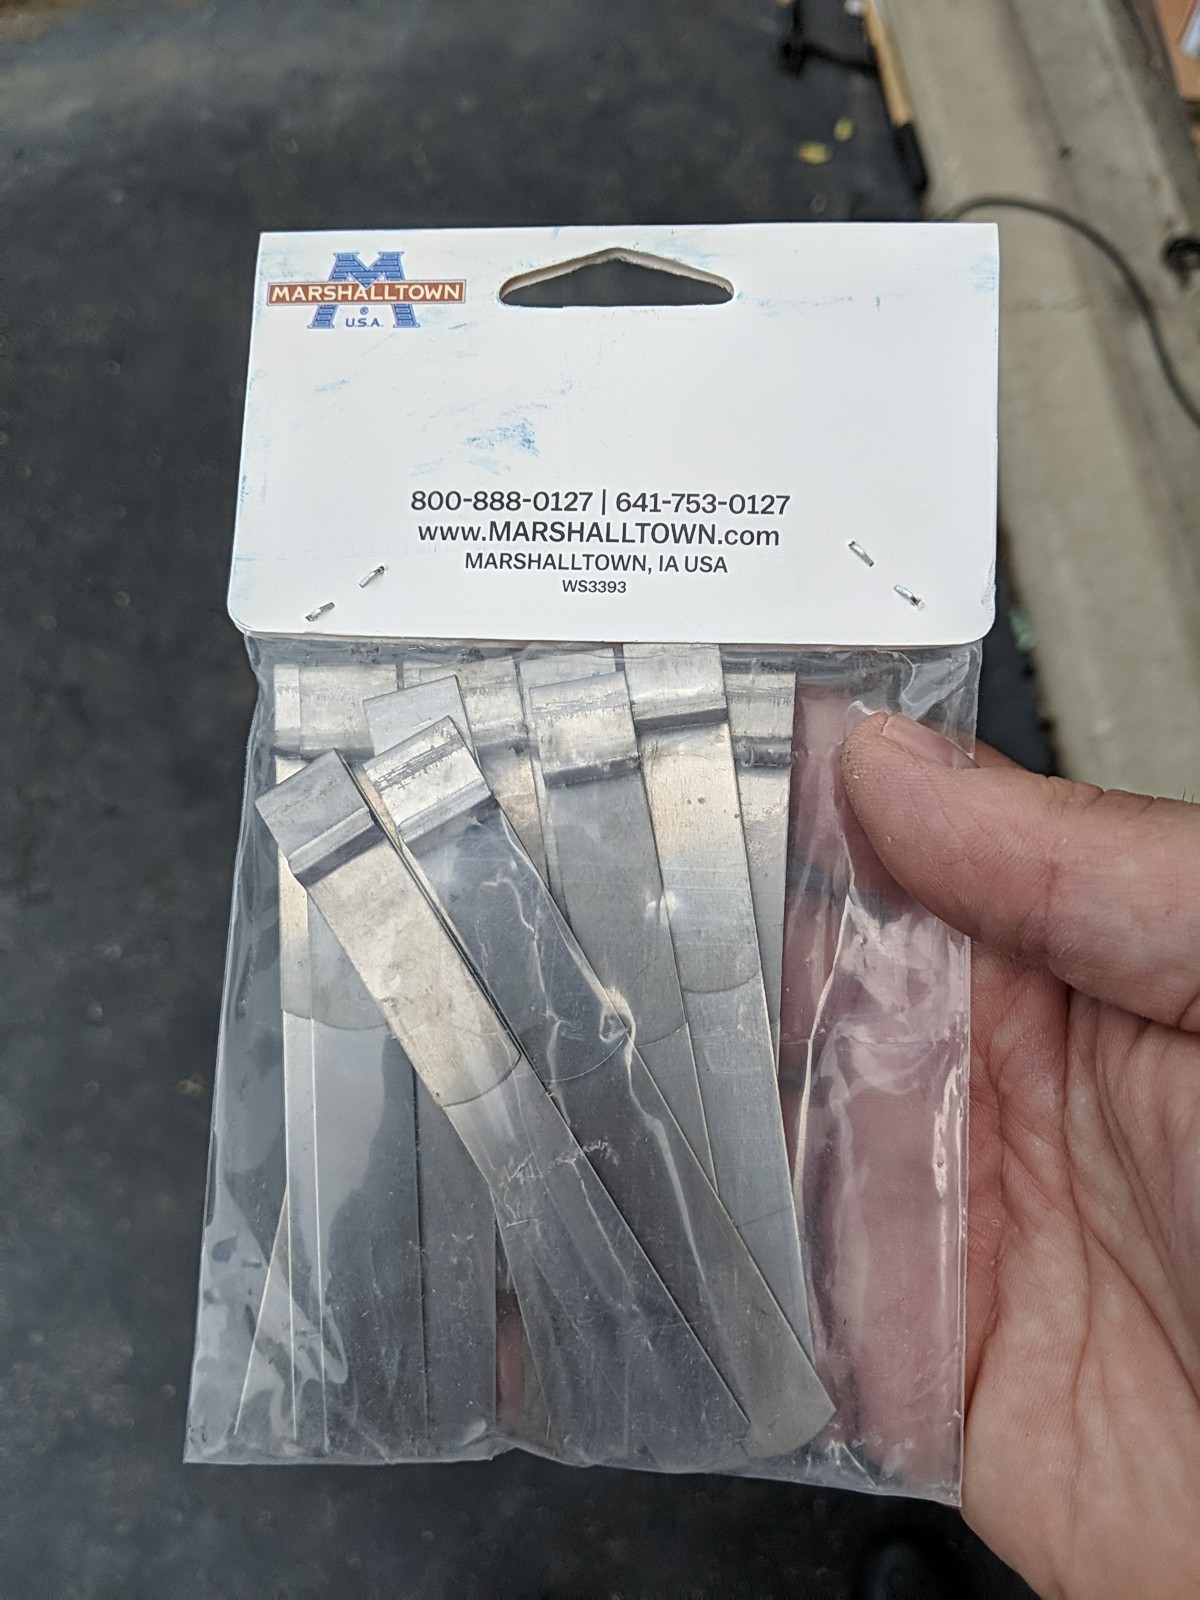 M
MARSHALLTOWN
®
U.S.A.
800-888-0127 | 641-753-0127
www.MARSHALLTOWN.com
MARSHALLTOWN, IA USA
WS3393